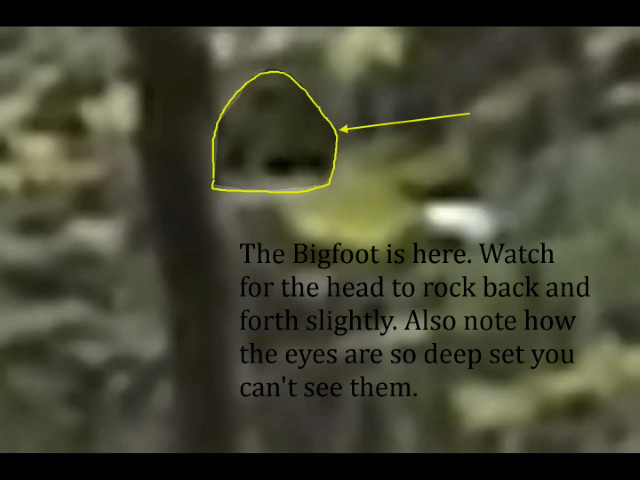 The Bigfoot is here. Watch
for the head to rock back and
forth slightly. Also note how
the eyes are so deep set you
can't see them.